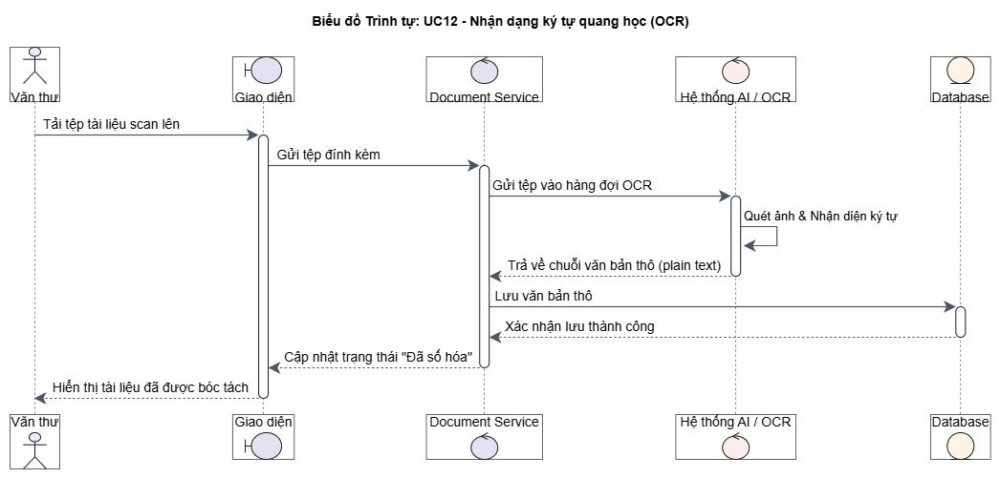 Biểu đồ Trình tự: UC12 - Nhận dạng ký tự quang học (OCR)
Văn thư
Giao diện
Document Service
Hệ thống AI / OCR
Database
Tải tệp tài liệu scan lên
Gửi tệp đính kèm
Gửi tệp vào hàng đợi OCR
Quét ảnh & Nhận diện ký tự
Trả về chuỗi văn bản thô (plain text)
Lưu văn bản thô
Xác nhận lưu thành công
Cập nhật trạng thái "Đã số hóa"
Hiển thị tài liệu đã được bóc tách
Văn thư
Giao diện
Document Service
Hệ thống AI / OCR
Database